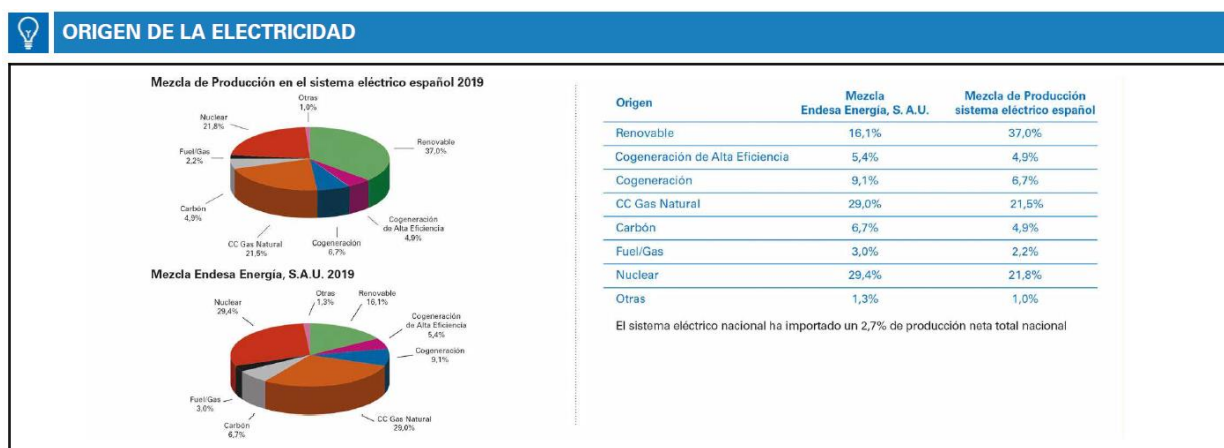 ORIGEN DE LA ELECTRICIDAD
Mezcla de Producción en el sistema eléctrico español 2019
Otras
1,0%
Nuclear
21,8%
Renovable
37,0%
Fuel/Gas
2,2%
Carbón
4,9%
Cogeneración
de Alta Eficiencia
4,9%
CC Gas Natural
21,5%
Cogeneración
6,7%
Mezcla Endesa Energía, S.A.U. 2019
Otras
1,3%
Renovable
16,1%
Nuclear
29,4%
Cogeneración
de Alta Eficiencia
5,4%
Cogeneración
9,1%
Fuel/Gas
3,0%
Carbón
6,7%
CC Gas Natural
29,0%
Origen Mezcla Endesa Energía, S. A.U. Mezcla de Producción sistema eléctrico español
Renovable 16,1% 37,0%
Cogeneración de Alta Eficiencia 5,4% 4,9%
Cogeneración 9,1% 6,7%
CC Gas Natural 29,0% 21,5%
Carbón 6,7% 4,9%
Fuel/Gas 3,0% 2,2%
Nuclear 29,4% 21,8%
Otras 1,3% 1,0%
El sistema eléctrico nacional ha importado un 2,7% de producción neta total nacional